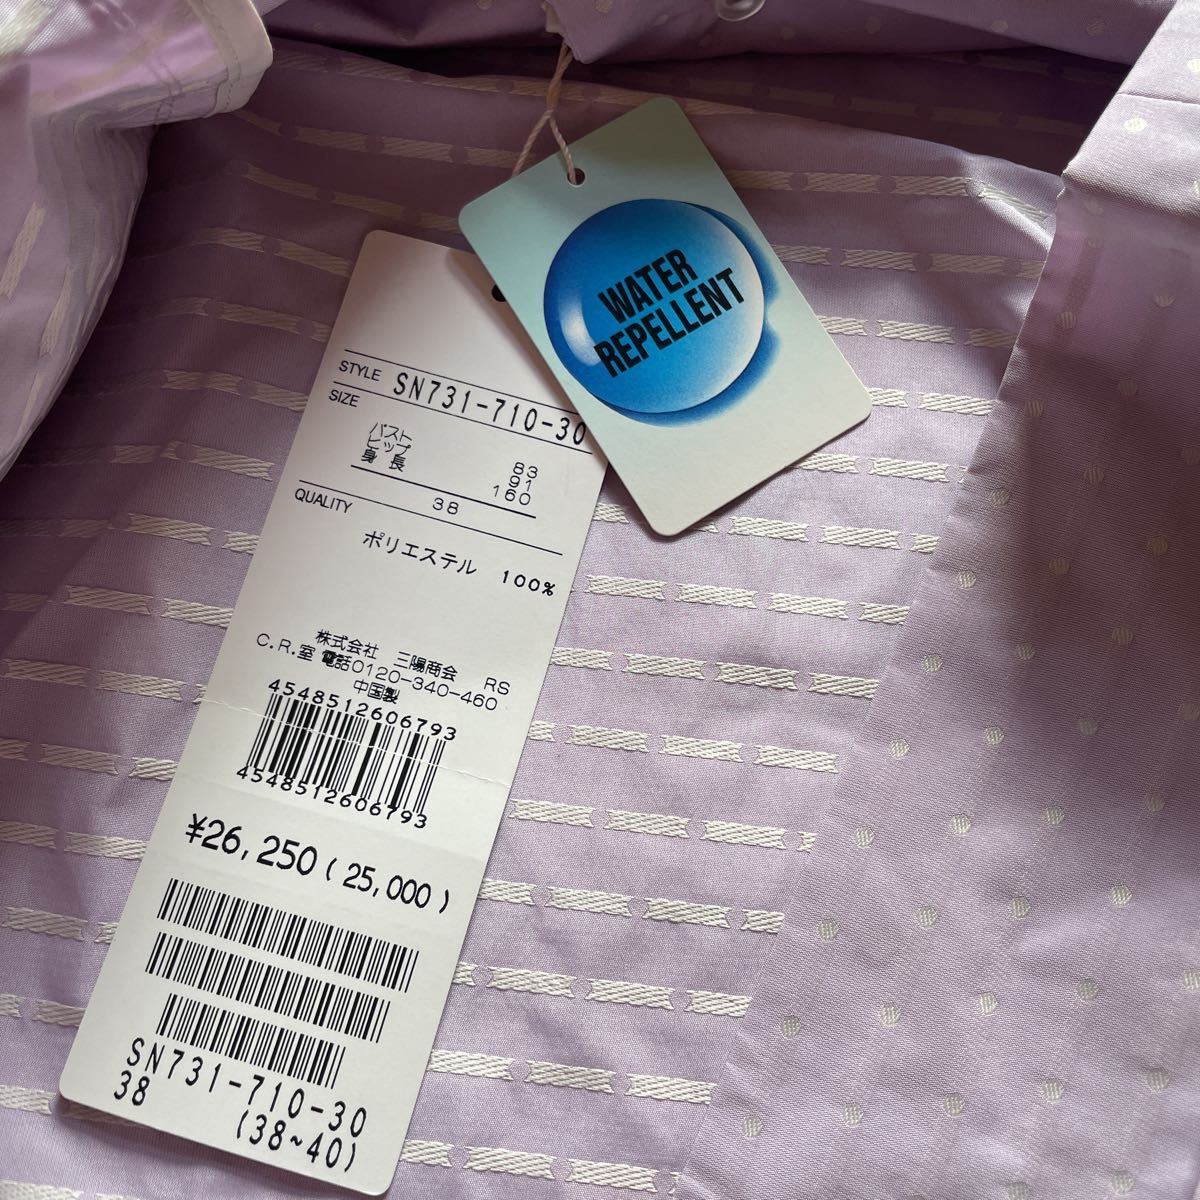 WATER
REPELLENT
STYLE SN731-710-30
SIZE
バスト 83
ヒップ 91
身長 160
38
QUALITY
ポリエステル 100%
株式会社 三陽商会 RS
C.R.室 電話0120-340-460
中国製
4548512606793
4548512606793
¥26,250(25,000)
SN731-710-30
38 (38~40)